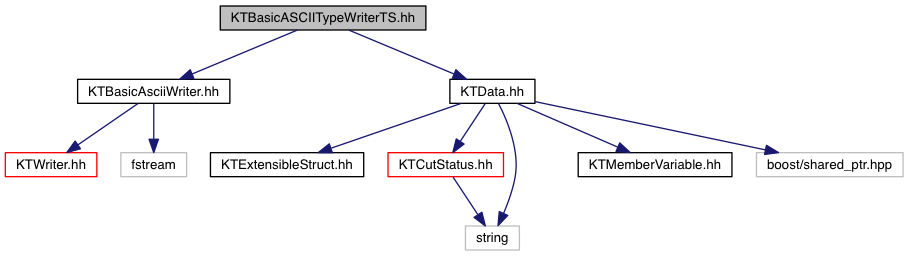 KTBasicASCIITypeWriterTS.hh
KTBasicAsciiWriter.hh
KTData.hh
KTWriter.hh
fstream
KTExtensibleStruct.hh
KTCutStatus.hh
KTMemberVariable.hh
boost/shared_ptr.hpp
string